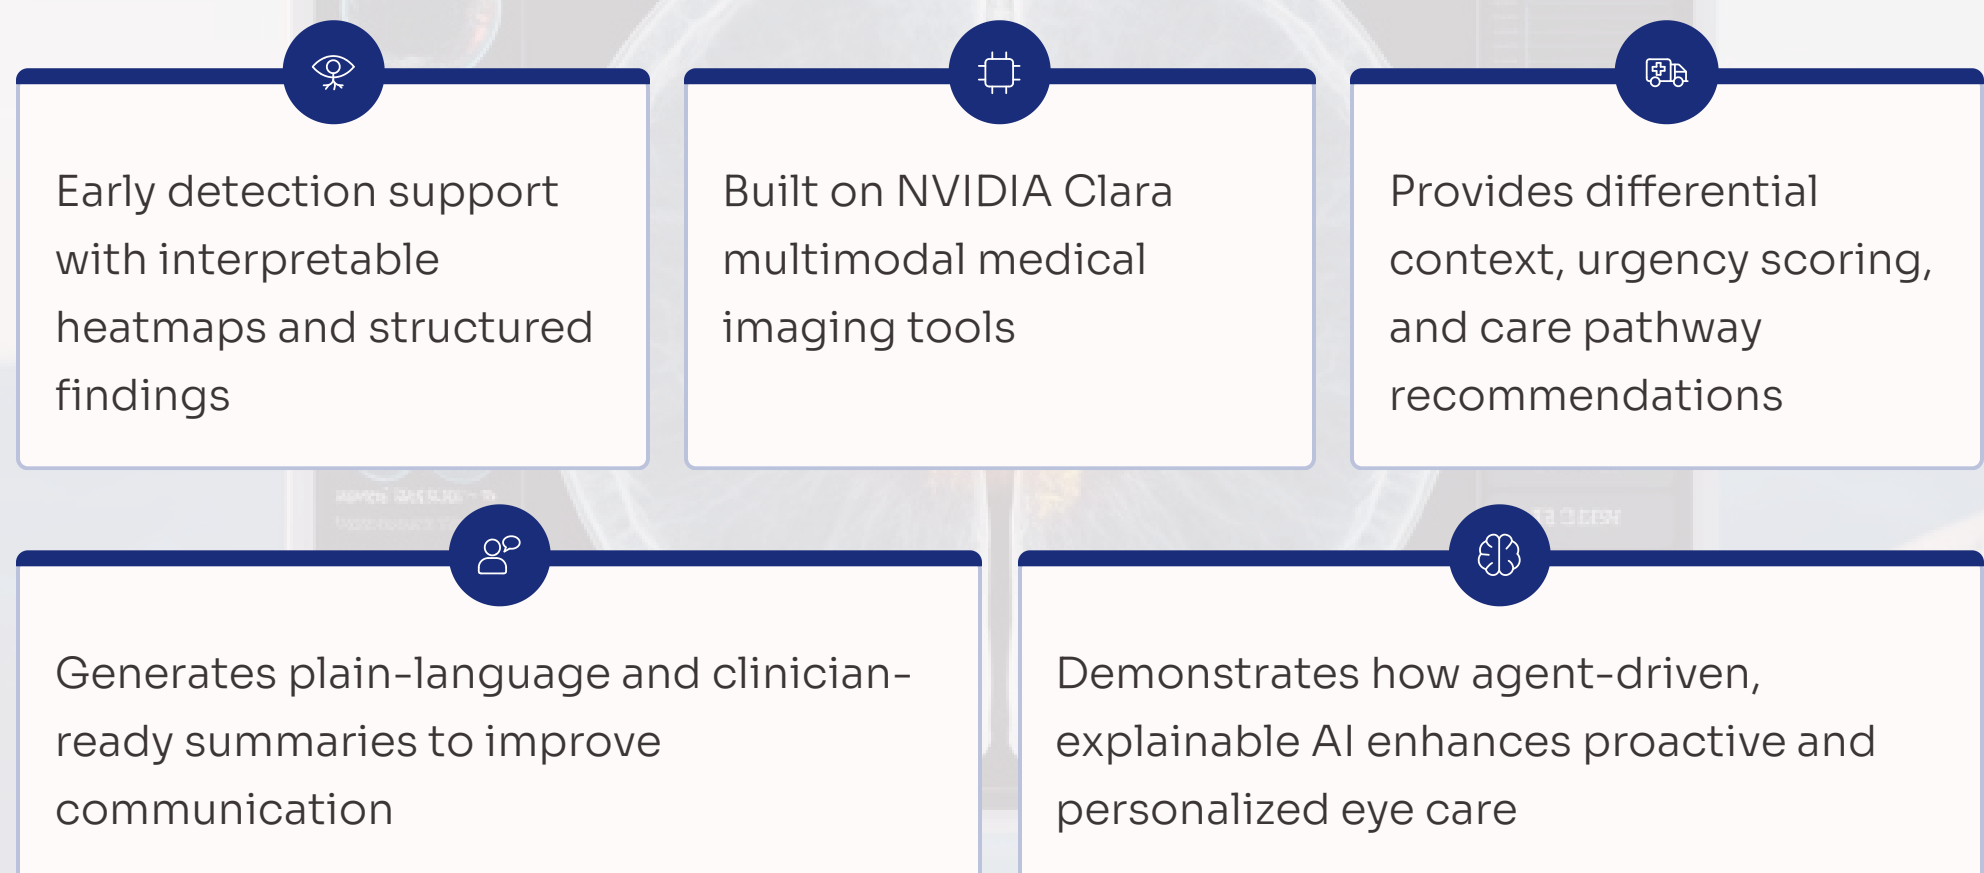 Early detection support
with interpretable
heatmaps and structured
findings
Built on NVIDIA Clara
multimodal medical
imaging tools
Provides differential
context, urgency scoring,
and care pathway
recommendations
Generates plain-language and clinician-
ready summaries to improve
communication
Demonstrates how agent-driven,
explainable AI enhances proactive and
personalized eye care